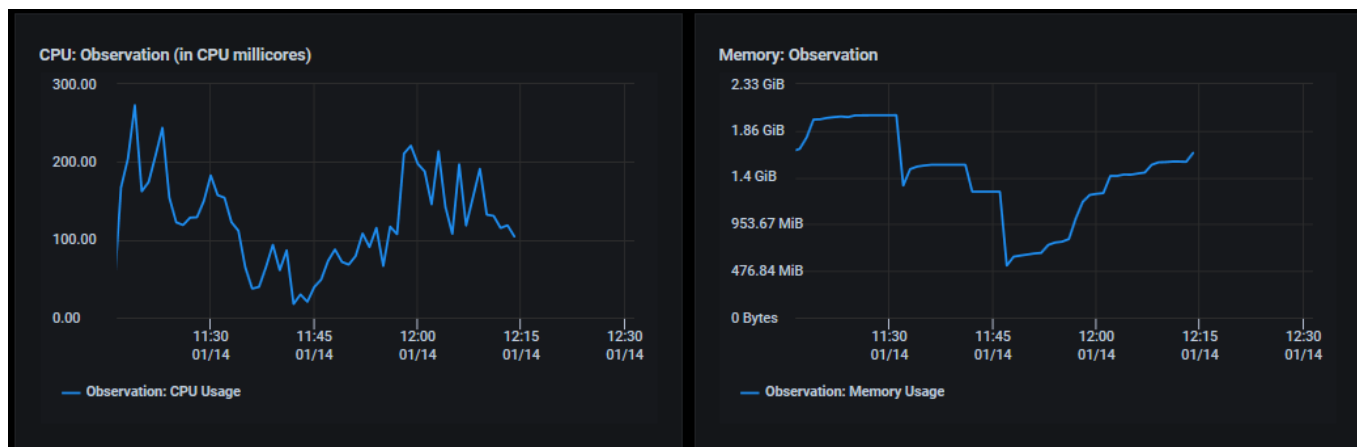 CPU: Observation (in CPU millicores)
300.00
200.00
100.00
0.00
11:30 11:45 12:00 12:15 12:30
01/14 01/14 01/14 01/14 01/14
Observation: CPU Usage
Memory: Observation
2.33 GiB
1.86 GiB
1.4 GiB
953.67 MiB
476.84 MiB
0 Bytes
11:30 11:45 12:00 12:15 12:30
01/14 01/14 01/14 01/14 01/14
Observation: Memory Usage